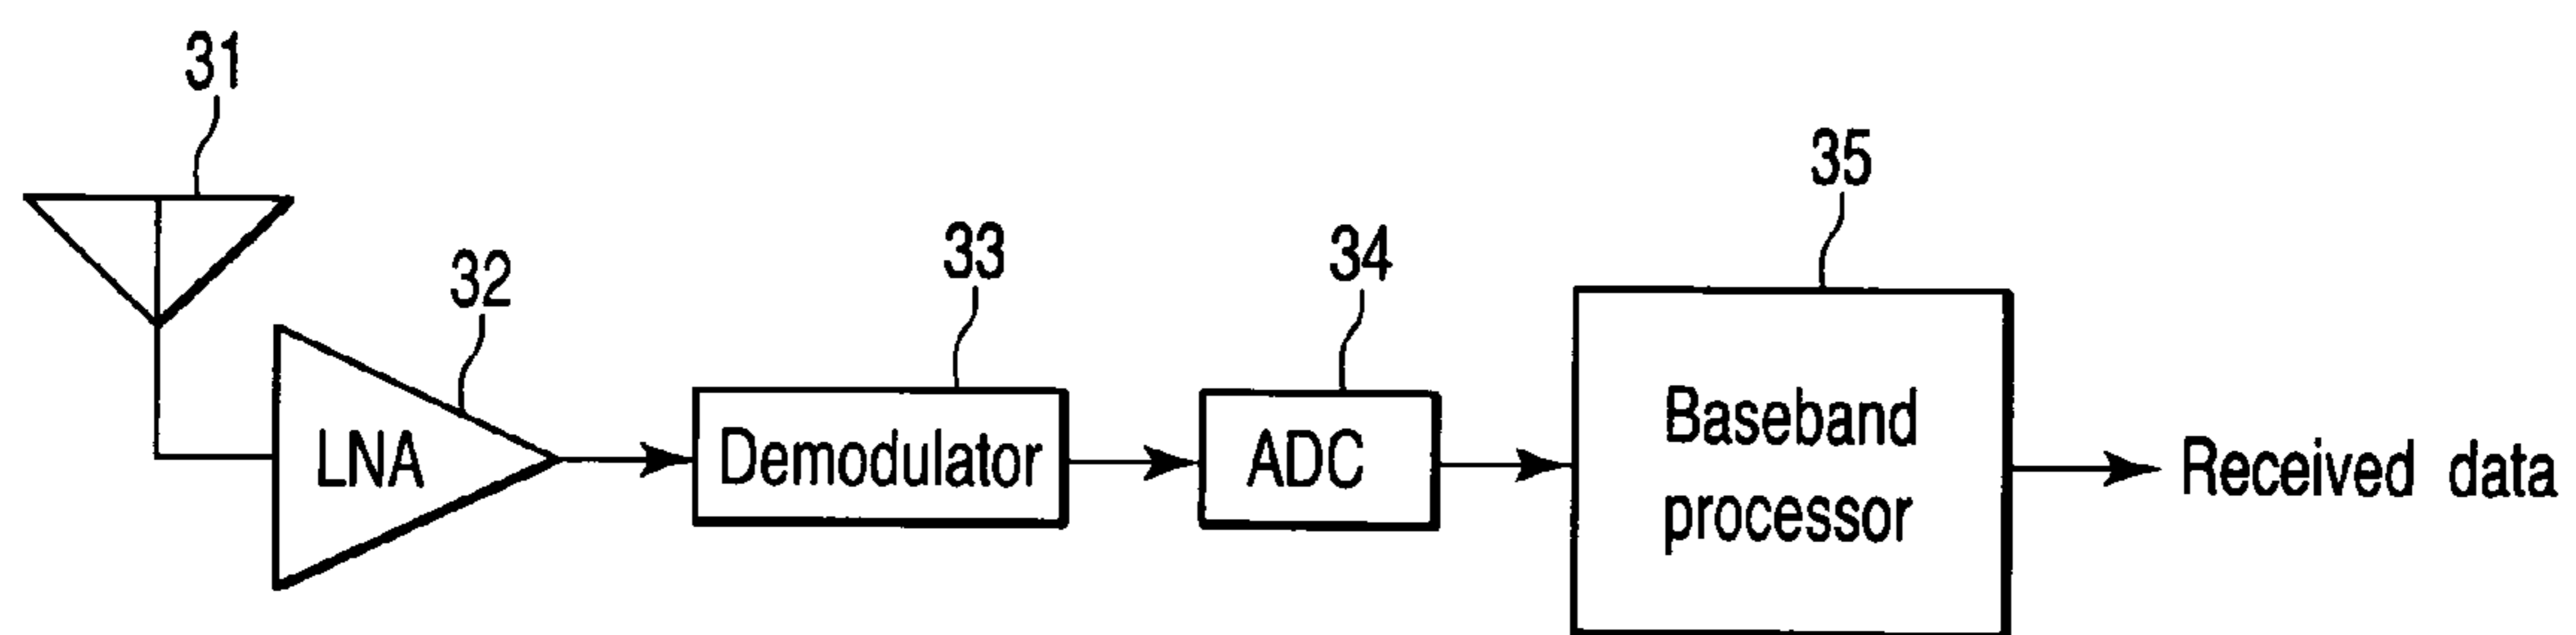 31
32
33
34
35
LNA
Demodulator
ADC
Baseband
processor
Received data